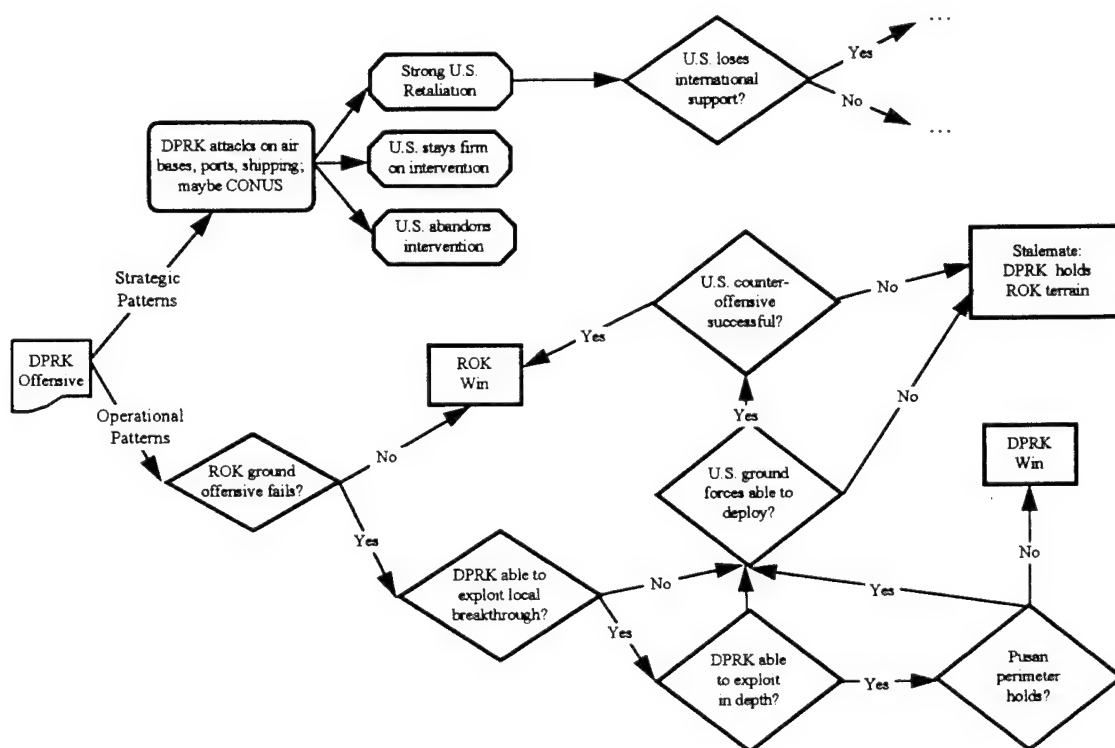 ...
Yes
Strong U.S.
Retaliation
U.S. loses
international
support?
No
...
DPRK attacks on air
bases, ports, shipping;
maybe CONUS
U.S. stays firm
on intervention
U.S. abandons
intervention
Strategic
Patterns
U.S. counter-
offensive
successful?
No
Stalemate:
DPRK holds
ROK terrain
Yes
DPRK
Offensive
ROK
Win
No
Operational
Patterns
Yes
No
ROK ground
offensive fails?
U.S. ground
forces able to
deploy?
DPRK
Win
Yes
No
DPRK able to
exploit local
breakthrough?
No
Yes
Yes
DPRK able
to exploit
in depth?
Yes
Pusan
perimeter
holds?